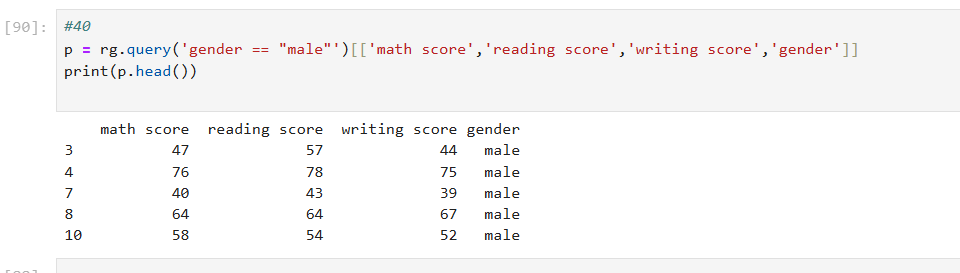 [90]: #40
p = rg.query('gender == "male"')[['math score','reading score','writing score','gender']]
print(p.head())
math score reading score writing score gender
3 47 57 44 male
4 76 78 75 male
7 40 43 39 male
8 64 64 67 male
10 58 54 52 male